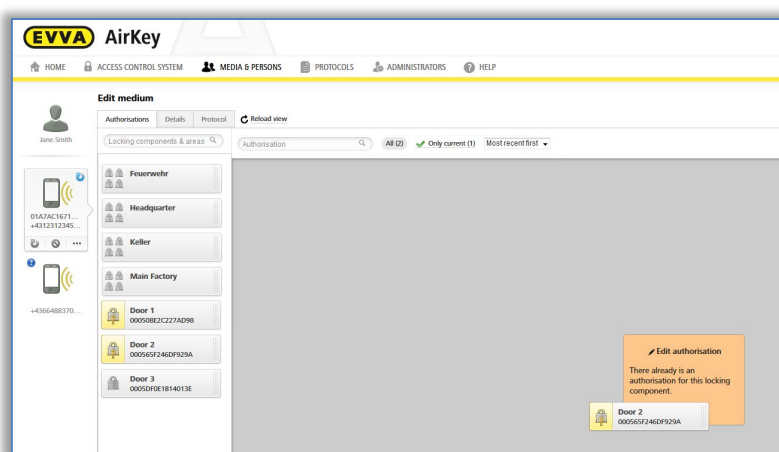 EVVA AirKey
HOME ACCESS CONTROL SYSTEM MEDIA & PERSONS PROTOCOLS ADMINISTRATORS ? HELP
Jane Smith
Edit medium
Authorisations Details Protocol Reload view
Locking components & areas
Authorisation All (2) Only current (1) Most recent first
01A7AC1671...
+4312312345...
?
+4366488370...
Feuerwehr
Headquarter
Keller
Main Factory
Door 1
000508E2C227AD98
Door 2
000565F246DF929A
Door 3
0005DF0E1B14013E
Edit authorisation
There already is an
authorisation for this locking
component.
Door 2
000565F246DF929A